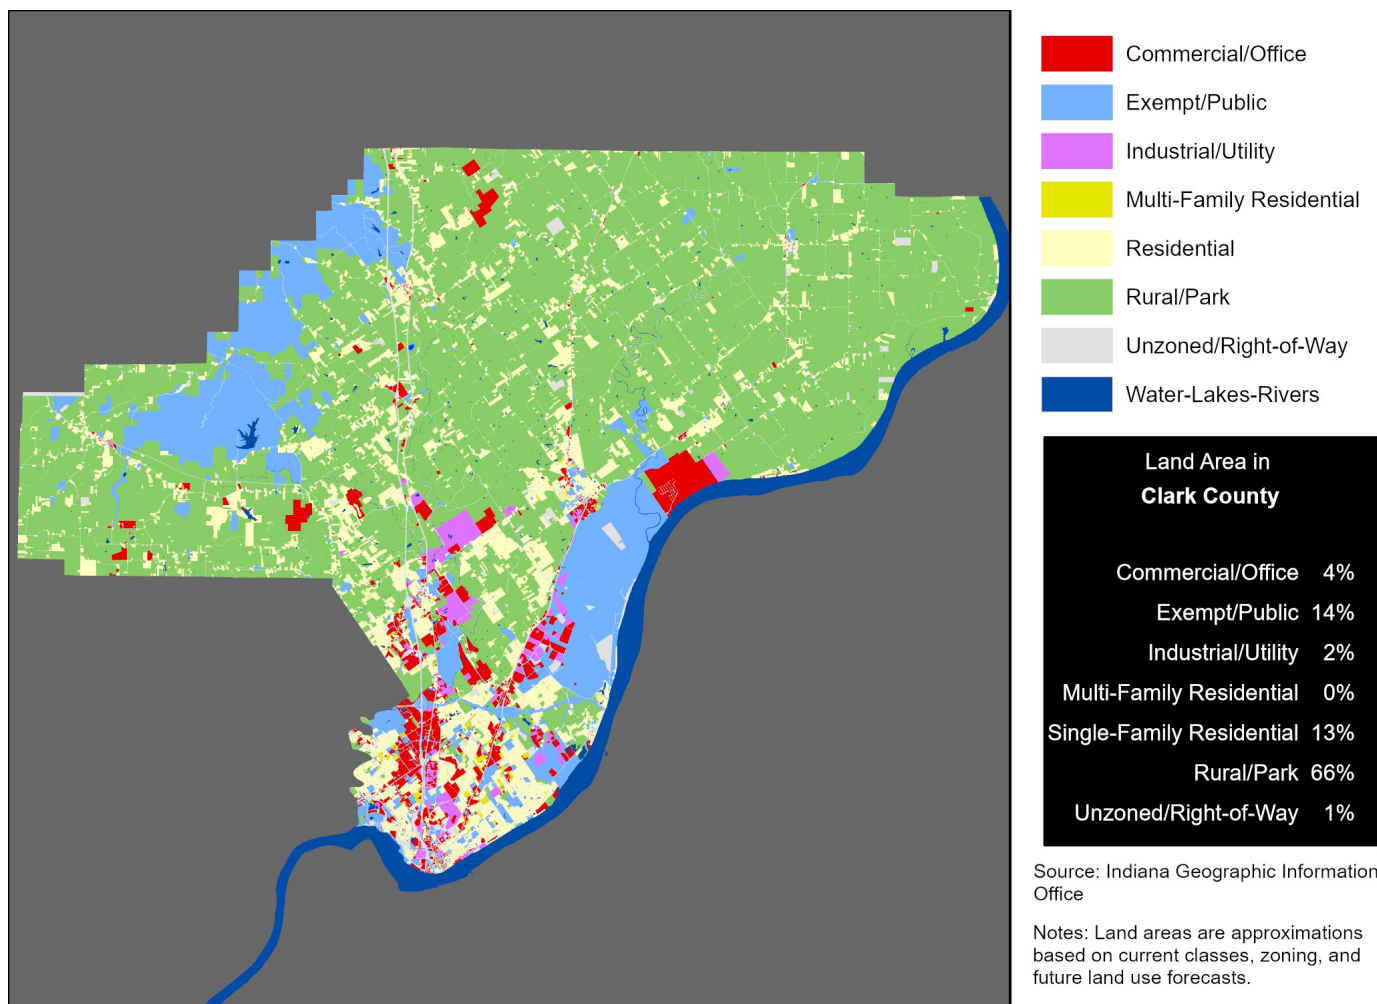 Commercial/Office
Exempt/Public
Industrial/Utility
Multi-Family Residential
Residential
Rural/Park
Unzoned/Right-of-Way
Water-Lakes-Rivers
Land Area in
Clark County
Commercial/Office 4%
Exempt/Public 14%
Industrial/Utility 2%
Multi-Family Residential 0%
Single-Family Residential 13%
Rural/Park 66%
Unzoned/Right-of-Way 1%
Source: Indiana Geographic Information
Office
Notes: Land areas are approximations
based on current classes, zoning, and
future land use forecasts.